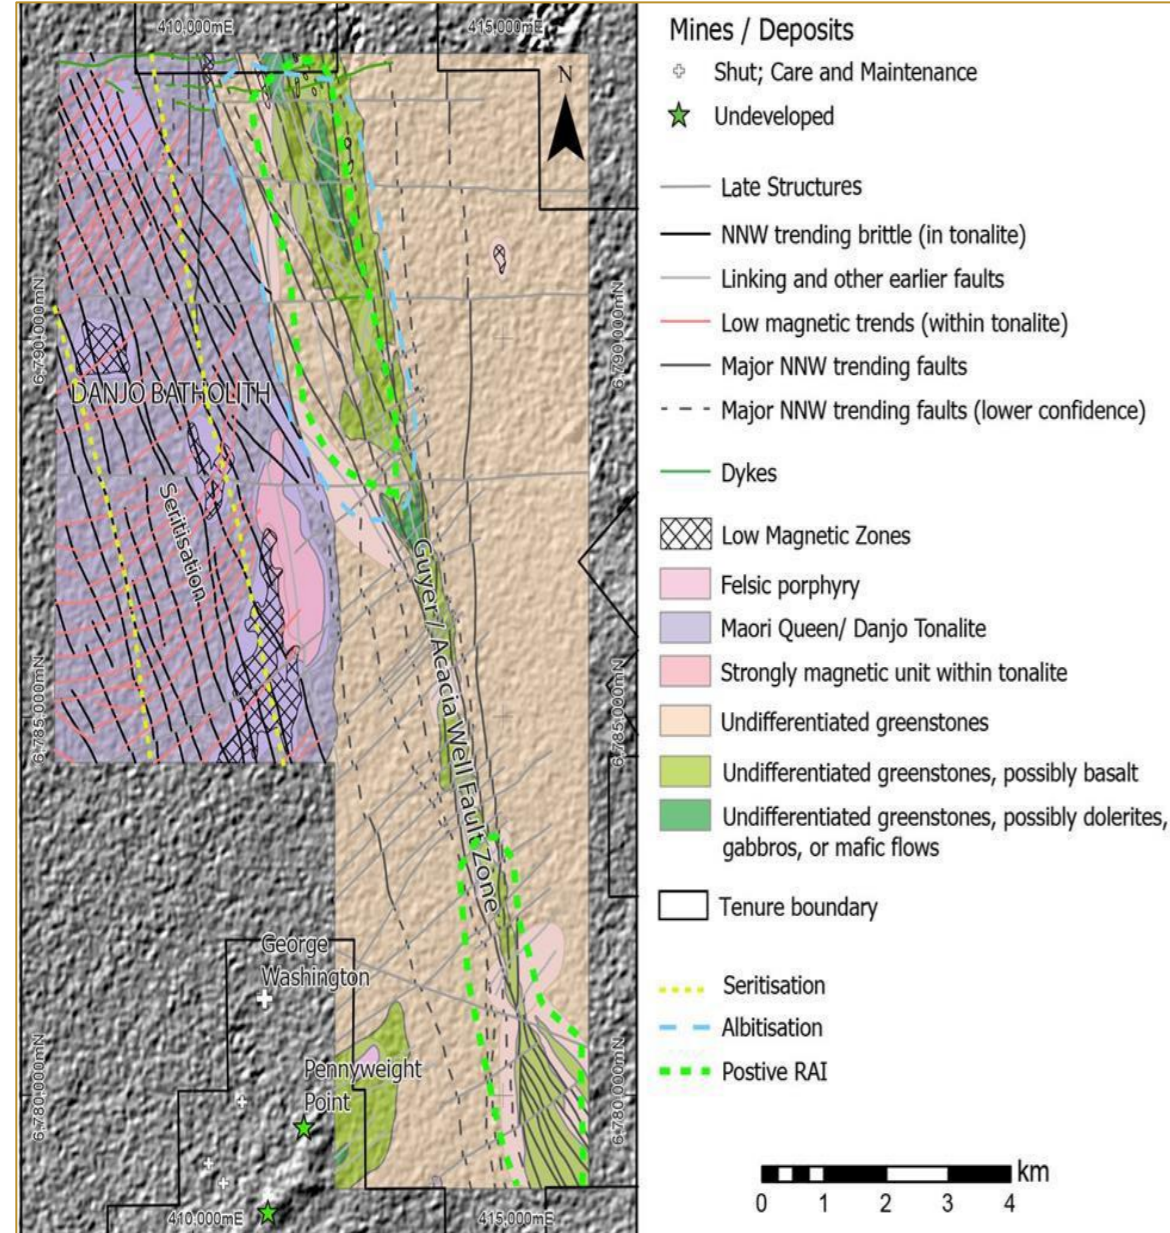 410,000mE
415,000mE
N
6,790,000mN
6,790,000mN
DANJO BATHOLITH
Seritisation
Guyer / Acacia Well Fault Zone
6,785,000mN
6,785,000mN
George
Washington
Pennyweight
Point
6,780,000mN
6,780,000mN
410,000mE
415,000mE
Mines / Deposits
Shut; Care and Maintenance
Undeveloped
Late Structures
NNW trending brittle (in tonalite)
Linking and other earlier faults
Low magnetic trends (within tonalite)
Major NNW trending faults
Major NNW trending faults (lower confidence)
Dykes
Low Magnetic Zones
Felsic porphyry
Maori Queen/ Danjo Tonalite
Strongly magnetic unit within tonalite
Undifferentiated greenstones
Undifferentiated greenstones, possibly basalt
Undifferentiated greenstones, possibly dolerites,
gabbros, or mafic flows
Tenure boundary
Seritisation
Albitisation
Postive RAI
km
0 1 2 3 4